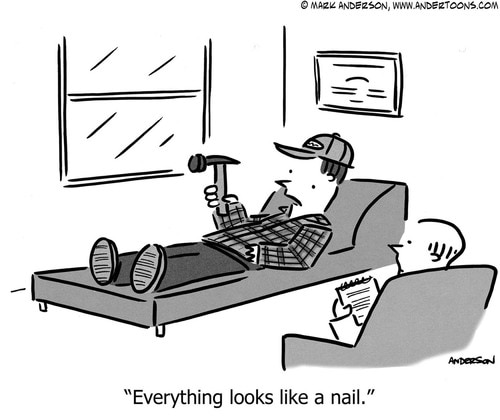 © MARK ANDERSON, WWW.ANDERTOONS.COM
ANDERSON
"Everything looks like a nail."